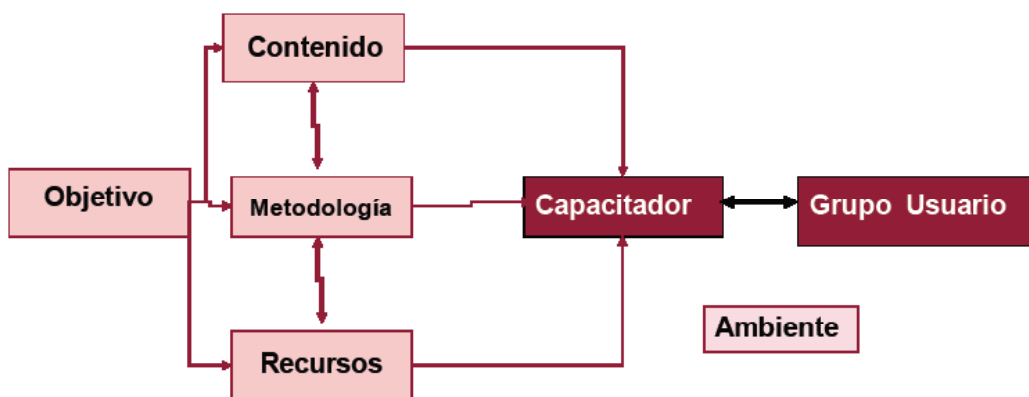 Contenido
Objetivo
Metodología
Capacitador
Grupo Usuario
Ambiente
Recursos